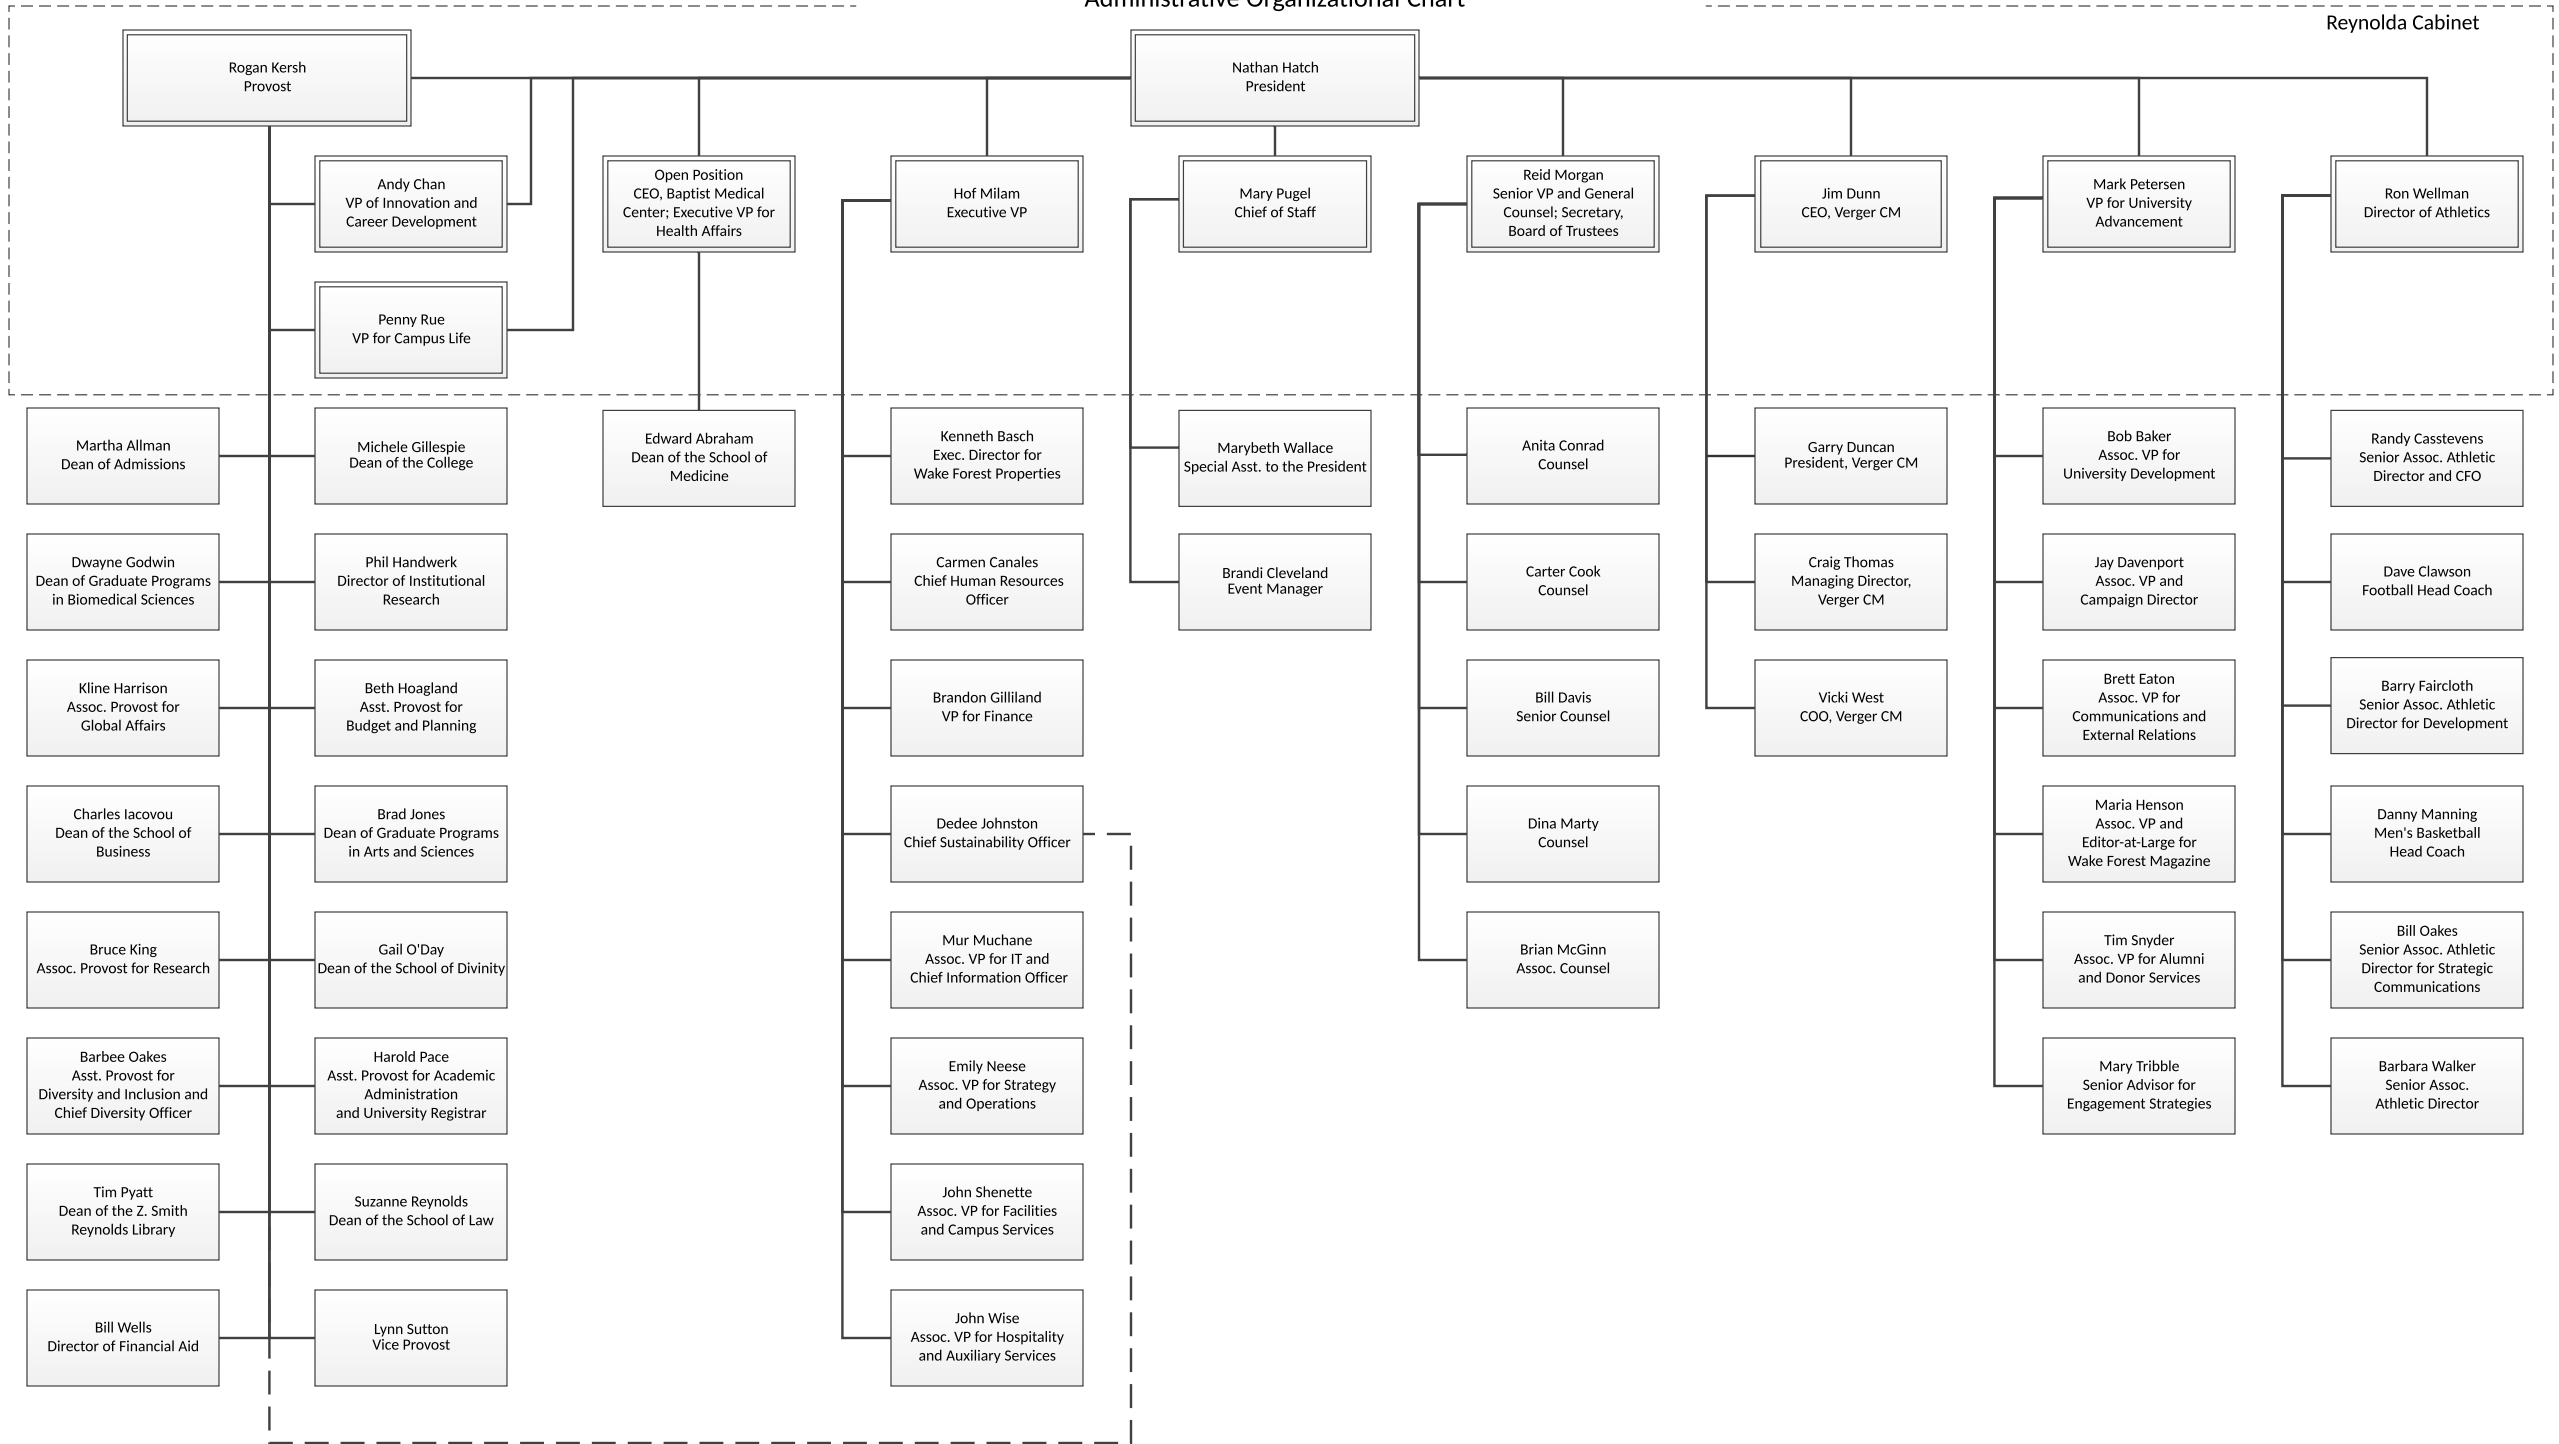 Administrative Organizational Chart
Reynolda Cabinet
Rogan Kersh
Provost
Nathan Hatch
President
Andy Chan
VP of Innovation and
Career Development
Open Position
CEO, Baptist Medical
Center; Executive VP for
Health Affairs
Hof Milam
Executive VP
Mary Pugel
Chief of Staff
Reid Morgan
Senior VP and General
Counsel; Secretary,
Board of Trustees
Jim Dunn
CEO, Verger CM
Mark Petersen
VP for University
Advancement
Ron Wellman
Director of Athletics
Penny Rue
VP for Campus Life
Martha Allman
Dean of Admissions
Michele Gillespie
Dean of the College
Edward Abraham
Dean of the School of
Medicine
Kenneth Basch
Exec. Director for
Wake Forest Properties
Marybeth Wallace
Special Asst. to the President
Anita Conrad
Counsel
Garry Duncan
President, Verger CM
Bob Baker
Assoc. VP for
University Development
Randy Casstevens
Senior Assoc. Athletic
Director and CFO
Dwayne Godwin
Dean of Graduate Programs
in Biomedical Sciences
Phil Handwerk
Director of Institutional
Research
Carmen Canales
Chief Human Resources
Officer
Brandi Cleveland
Event Manager
Carter Cook
Counsel
Craig Thomas
Managing Director,
Verger CM
Jay Davenport
Assoc. VP and
Campaign Director
Dave Clawson
Football Head Coach
Kline Harrison
Assoc. Provost for
Global Affairs
Beth Hoagland
Asst. Provost for
Budget and Planning
Brandon Gilliland
VP for Finance
Bill Davis
Senior Counsel
Vicki West
COO, Verger CM
Brett Eaton
Assoc. VP for
Communications and
External Relations
Barry Faircloth
Senior Assoc. Athletic
Director for Development
Charles Iacovou
Dean of the School of
Business
Brad Jones
Dean of Graduate Programs
in Arts and Sciences
Dedee Johnston
Chief Sustainability Officer
Dina Marty
Counsel
Maria Henson
Assoc. VP and
Editor-at-Large for
Wake Forest Magazine
Danny Manning
Men's Basketball
Head Coach
Bruce King
Assoc. Provost for Research
Gail O'Day
Dean of the School of Divinity
Mur Muchane
Assoc. VP for IT and
Chief Information Officer
Brian McGinn
Assoc. Counsel
Tim Snyder
Assoc. VP for Alumni
and Donor Services
Bill Oakes
Senior Assoc. Athletic
Director for Strategic
Communications
Barbee Oakes
Asst. Provost for
Diversity and Inclusion and
Chief Diversity Officer
Harold Pace
Asst. Provost for Academic
Administration
and University Registrar
Emily Neese
Assoc. VP for Strategy
and Operations
Mary Tribble
Senior Advisor for
Engagement Strategies
Barbara Walker
Senior Assoc.
Athletic Director
Tim Pyatt
Dean of the Z. Smith
Reynolds Library
Suzanne Reynolds
Dean of the School of Law
John Shenette
Assoc. VP for Facilities
and Campus Services
Bill Wells
Director of Financial Aid
Lynn Sutton
Vice Provost
John Wise
Assoc. VP for Hospitality
and Auxiliary Services